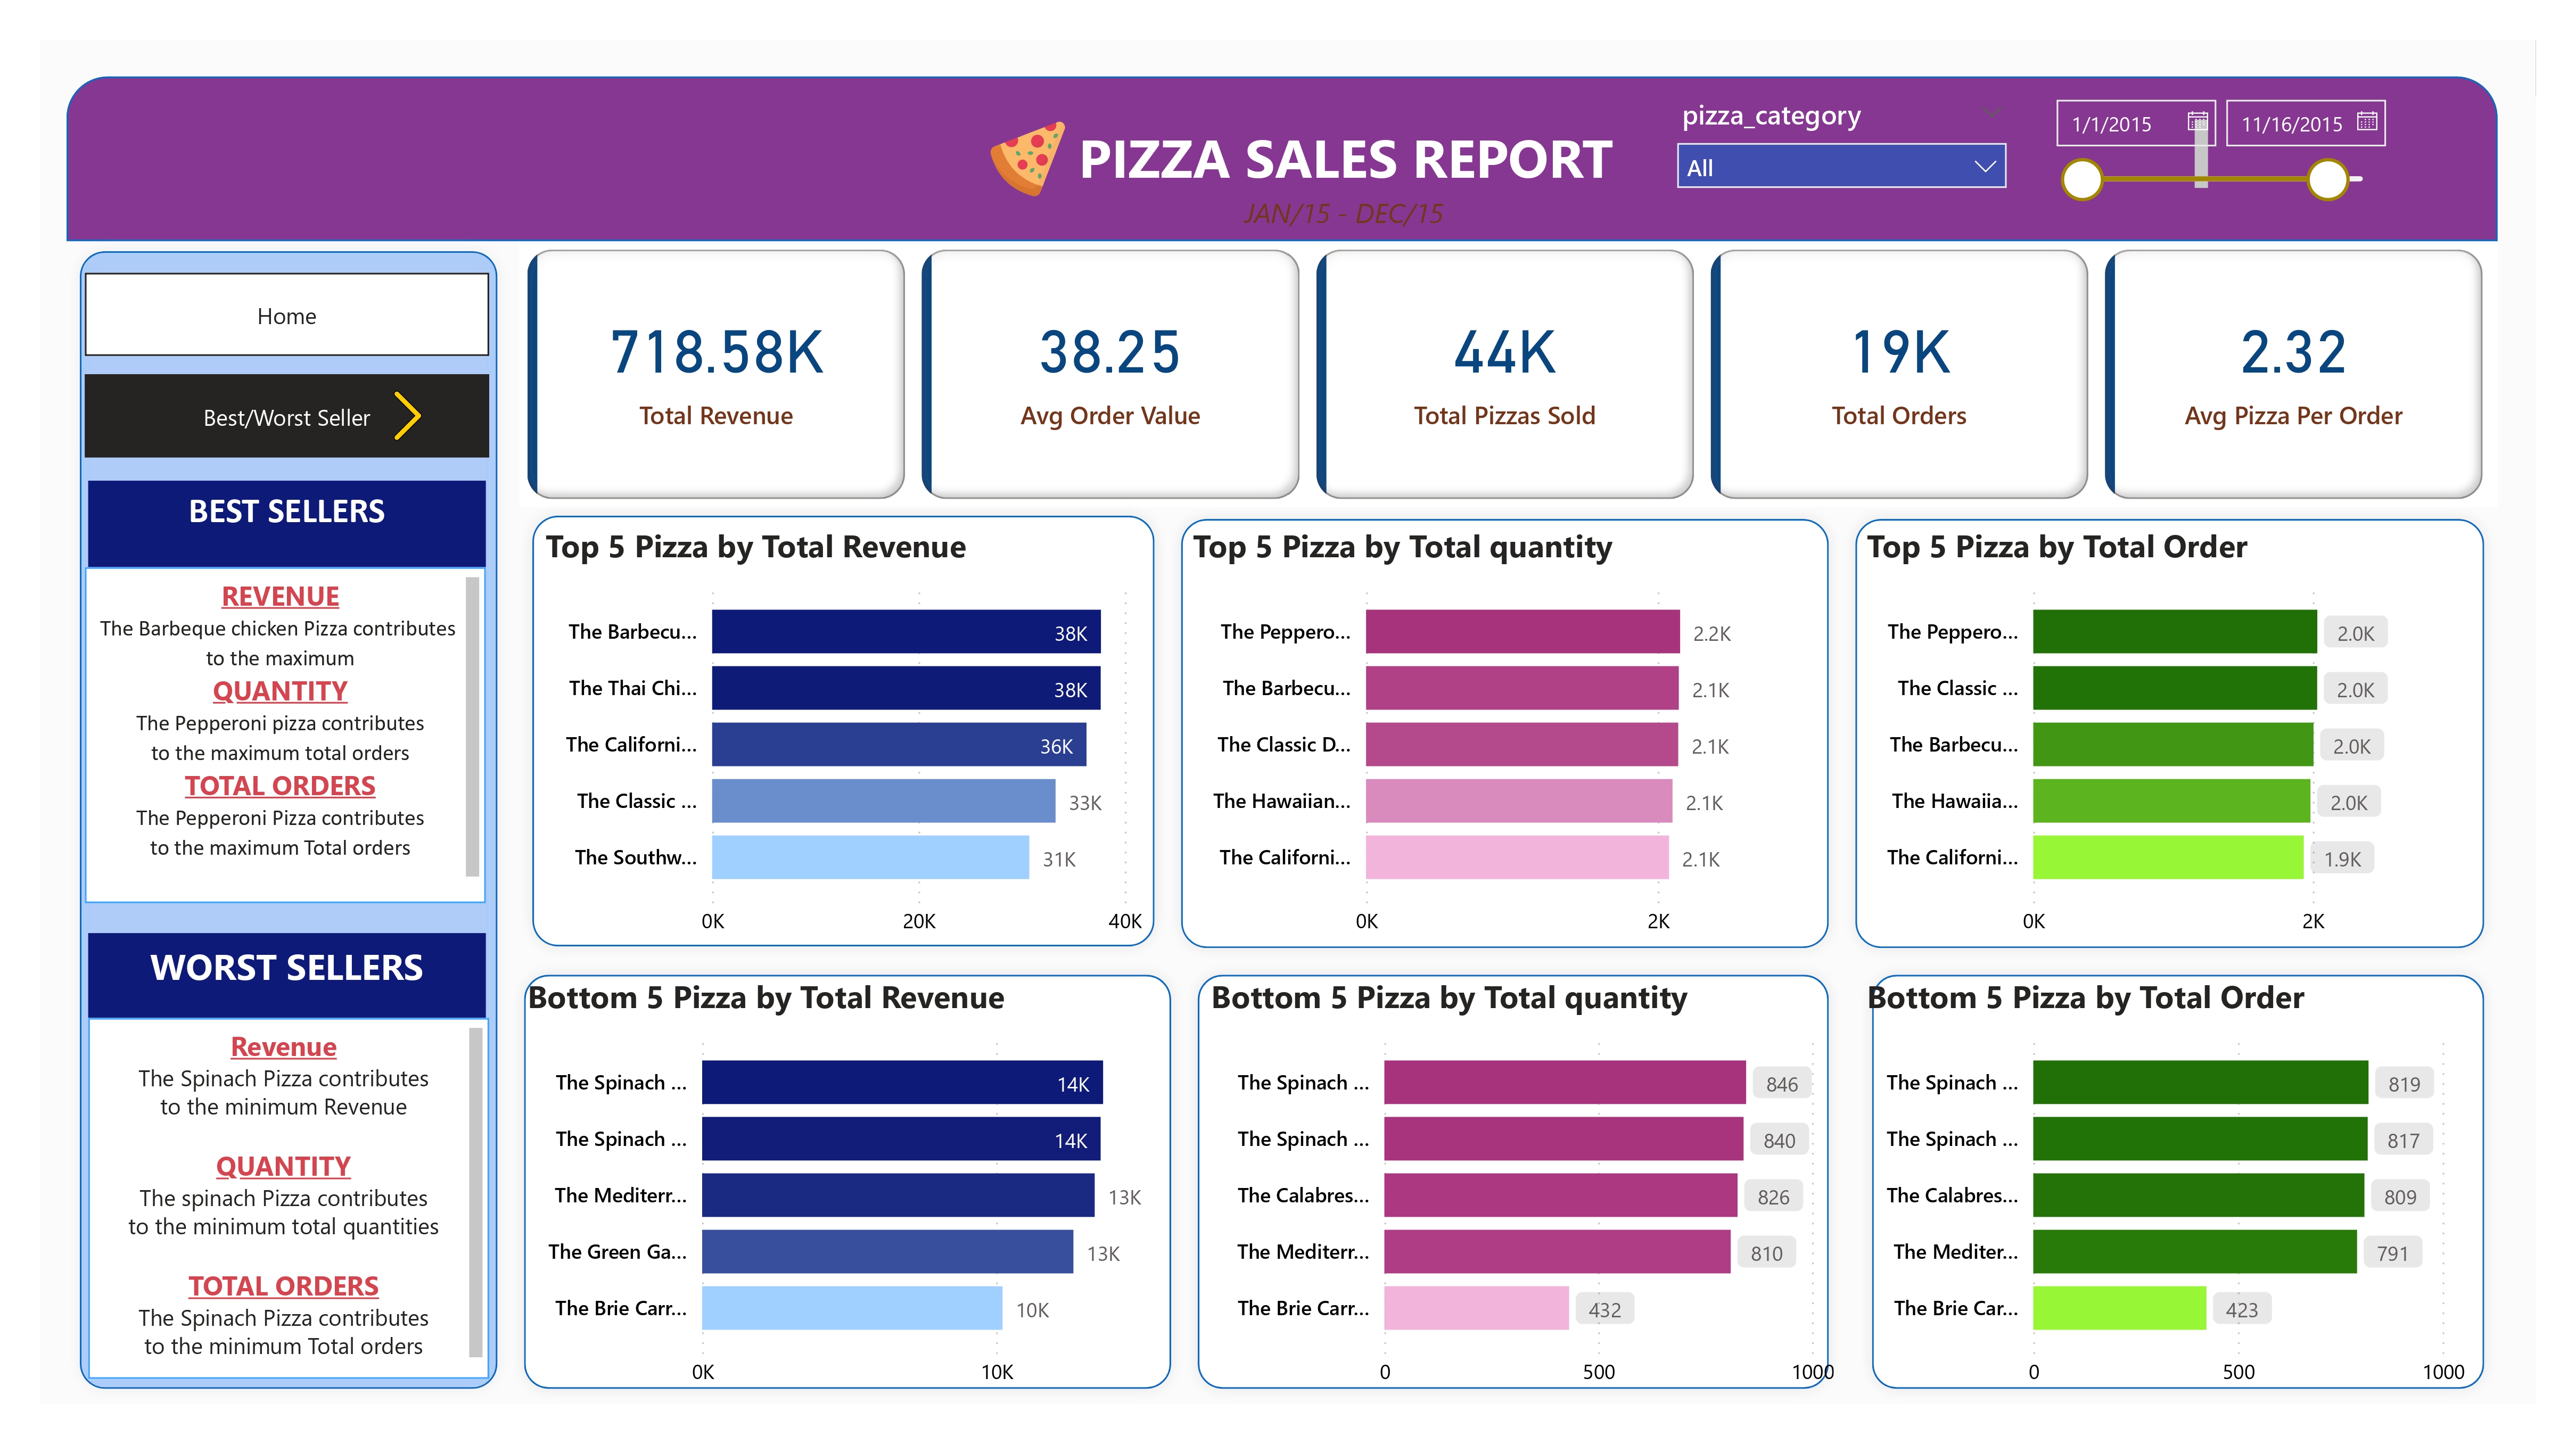 PIZZA SALES REPORT
JAN/15 - DEC/15
pizza_category
All
1/1/2015
11/16/2015
Home
Best/Worst Seller
BEST SELLERS
REVENUE
The Barbeque chicken Pizza contributes
to the maximum
QUANTITY
The Pepperoni pizza contributes
to the maximum total orders
TOTAL ORDERS
The Pepperoni Pizza contributes
to the maximum Total orders
WORST SELLERS
Revenue
The Spinach Pizza contributes
to the minimum Revenue
QUANTITY
The spinach Pizza contributes
to the minimum total quantities
TOTAL ORDERS
The Spinach Pizza contributes
to the minimum Total orders
718.58K
Total Revenue
38.25
Avg Order Value
44K
Total Pizzas Sold
19K
Total Orders
2.32
Avg Pizza Per Order
Top 5 Pizza by Total Revenue
The Barbecu... 38K
The Thai Chi... 38K
The Californi... 36K
The Classic ... 33K
The Southw... 31K
0K 20K 40K
Top 5 Pizza by Total quantity
The Peppero... 2.2K
The Barbecu... 2.1K
The Classic D... 2.1K
The Hawaiian... 2.1K
The Californi... 2.1K
0K 2K
Top 5 Pizza by Total Order
The Peppero... 2.0K
The Classic ... 2.0K
The Barbecu... 2.0K
The Hawaiia... 2.0K
The Californi... 1.9K
0K 2K
Bottom 5 Pizza by Total Revenue
The Spinach ... 14K
The Spinach ... 14K
The Mediterr... 13K
The Green Ga... 13K
The Brie Carr... 10K
0K 10K
Bottom 5 Pizza by Total quantity
The Spinach ... 846
The Spinach ... 840
The Calabres... 826
The Mediterr... 810
The Brie Carr... 432
0 500 1000
Bottom 5 Pizza by Total Order
The Spinach ... 819
The Spinach ... 817
The Calabres... 809
The Mediter... 791
The Brie Car... 423
0 500 1000